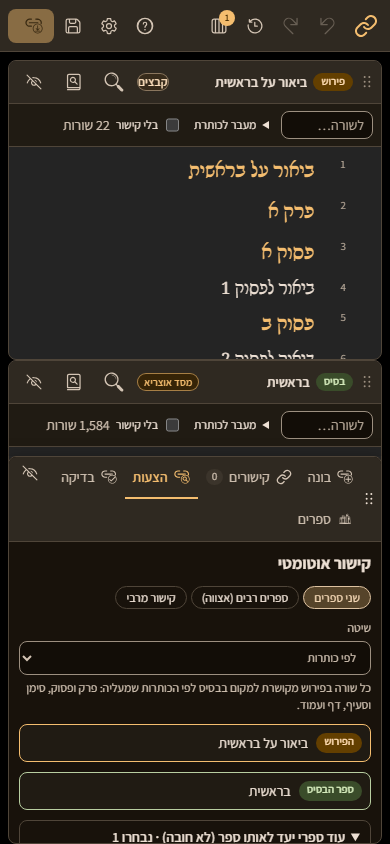 1
פירוש ביאור על בראשית קבצים
לשורה... מעבר לכותרת בלי קישור 22 שורות
1 ביאור על בראשית
2 פרק א
3 פסוק א
4 ביאור לפסוק 1
5 פסוק ב
6 ביאור לפסוק 2
בסיס בראשית מסד אוצריא
לשורה... מעבר לכותרת בלי קישור 1,584 שורות
בונה קישורים 0 הצעות בדיקה
ספרים
קישור אוטומטי
שני ספרים ספרים רבים (אצווה) קישור מרבי
שיטה
לפי כותרות
כל שורה בפירוש מקושרת למקום בבסיס לפי הכותרות שמעליה: פרק ופסוק, סימן
וסעיף, דף ועמוד.
הפירוש ביאור על בראשית
ספר הבסיס בראשית
עוד ספרי יעד לאותו ספר (לא חובה) · נבחרו 1